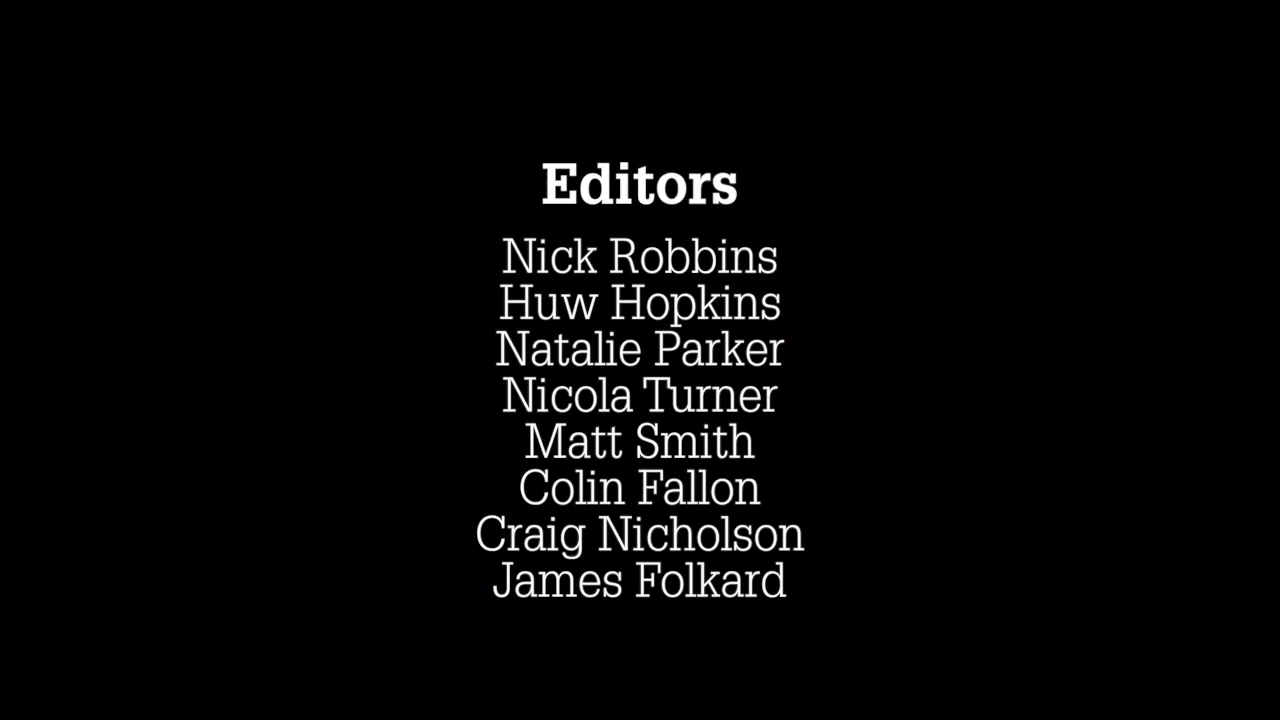 Editors
Nick Robbins
Huw Hopkins
Natalie Parker
Nicola Turner
Matt Smith
Colin Fallon
Craig Nicholson
James Folkard